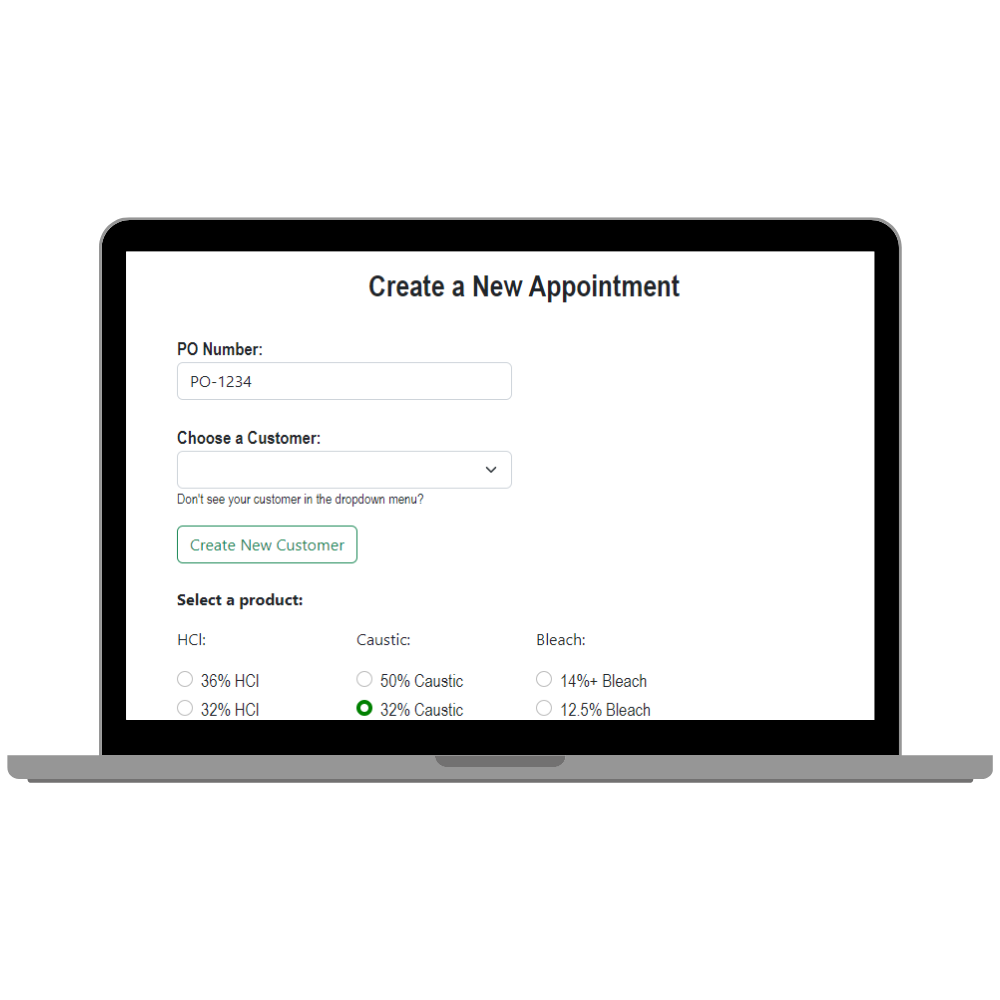 Create a New Appointment
PO Number:
PO-1234
Choose a Customer:
Don't see your customer in the dropdown menu?
Create New Customer
Select a product:
HCl: Caustic: Bleach:
36% HCl 50% Caustic 14%+ Bleach
32% HCl 32% Caustic 12.5% Bleach